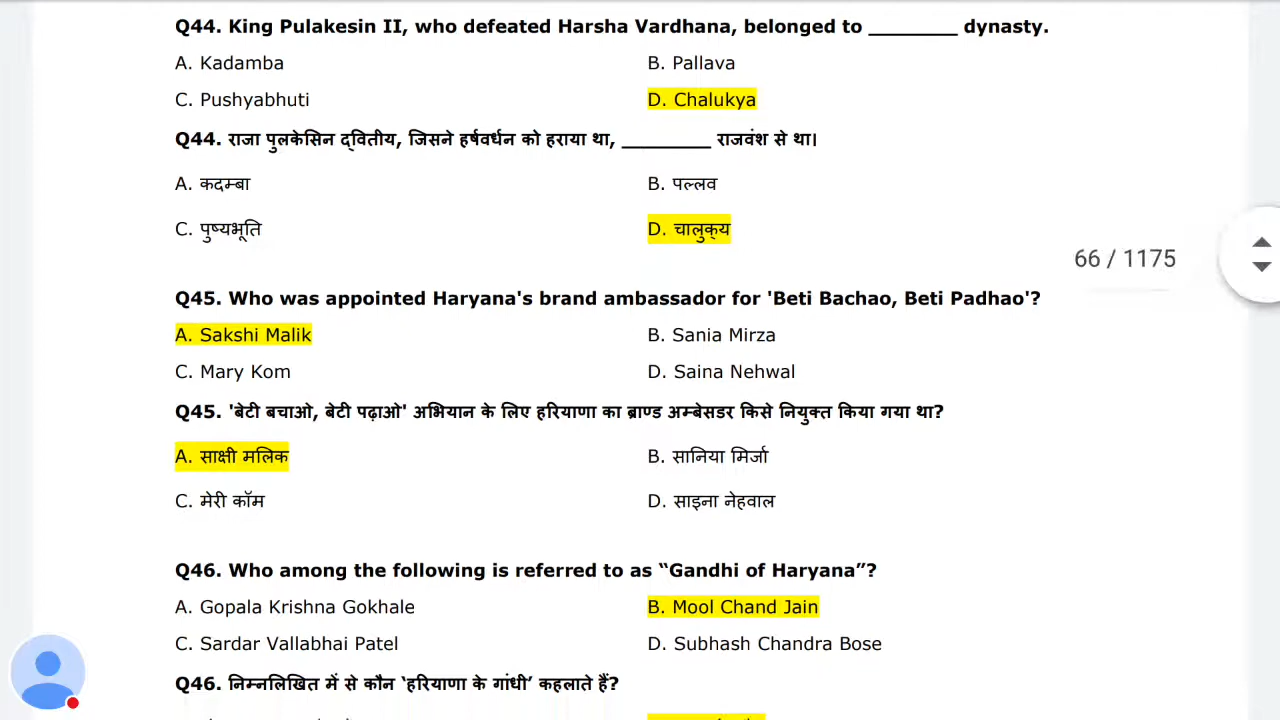 Q44. King Pulakesin II, who defeated Harsha Vardhana, belonged to ________ dynasty.
A. Kadamba B. Pallava
C. Pushyabhuti D. Chalukya
Q44. राजा पुलकेसिन द्वितीय, जिसने हर्षवर्धन को हराया था, ________ राजवंश से था।
A. कदम्बा B. पल्लव
C. पुष्यभूति D. चालुक्य
66 / 1175
Q45. Who was appointed Haryana's brand ambassador for 'Beti Bachao, Beti Padhao'?
A. Sakshi Malik B. Sania Mirza
C. Mary Kom D. Saina Nehwal
Q45. 'बेटी बचाओ, बेटी पढ़ाओ' अभियान के लिए हरियाणा का ब्राण्ड अम्बेसडर किसे नियुक्त किया गया था?
A. साक्षी मलिक B. सानिया मिर्जा
C. मेरी कॉम D. साइना नेहवाल
Q46. Who among the following is referred to as “Gandhi of Haryana”?
A. Gopala Krishna Gokhale B. Mool Chand Jain
C. Sardar Vallabhai Patel D. Subhash Chandra Bose
Q46. निम्नलिखित में से कौन ‘हरियाणा के गांधी’ कहलाते हैं?